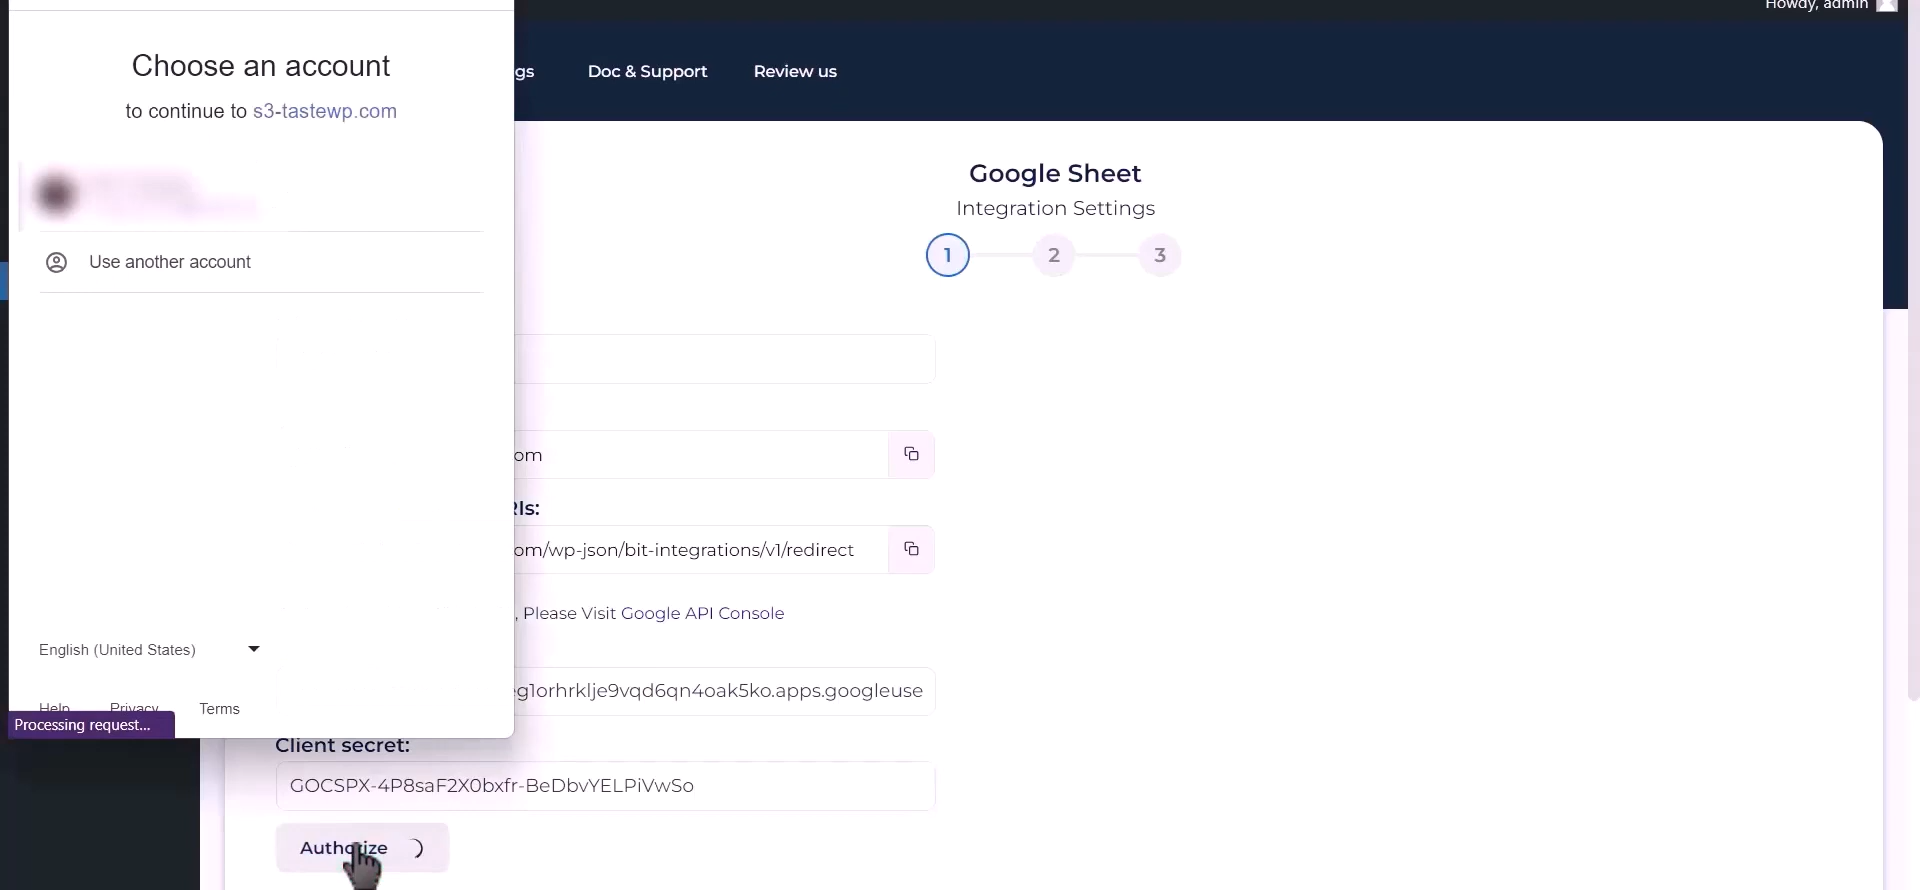 Howdy, admin
Choose an account
to continue to s3-tastewp.com
Use another account
English (United States)
Help Privacy Terms
Processing request...
gs Doc & Support Review us
Google Sheet
Integration Settings
1 2 3
om
RIs:
om/wp-json/bit-integrations/v1/redirect
, Please Visit Google API Console
eg1orhrklje9vqd6qn4oak5ko.apps.googleuse
Client secret:
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
Authorize